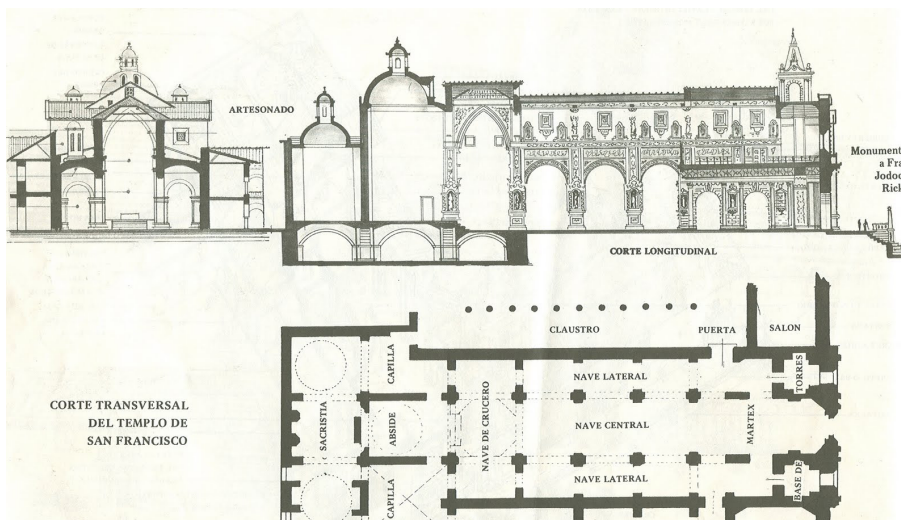 ARTESONADO
Monument
a Fra
Jodoc
Rick
CORTE LONGITUDINAL
CLAUSTRO
PUERTA
SALON
CAPILLA
NAVE LATERAL
TORRES
CORTE TRANSVERSAL
DEL TEMPLO DE
SAN FRANCISCO
SACRISTIA
ABSIDE
NAVE DE CRUCERO
NAVE CENTRAL
MARTEX
CAPILLA
NAVE LATERAL
BASE DE